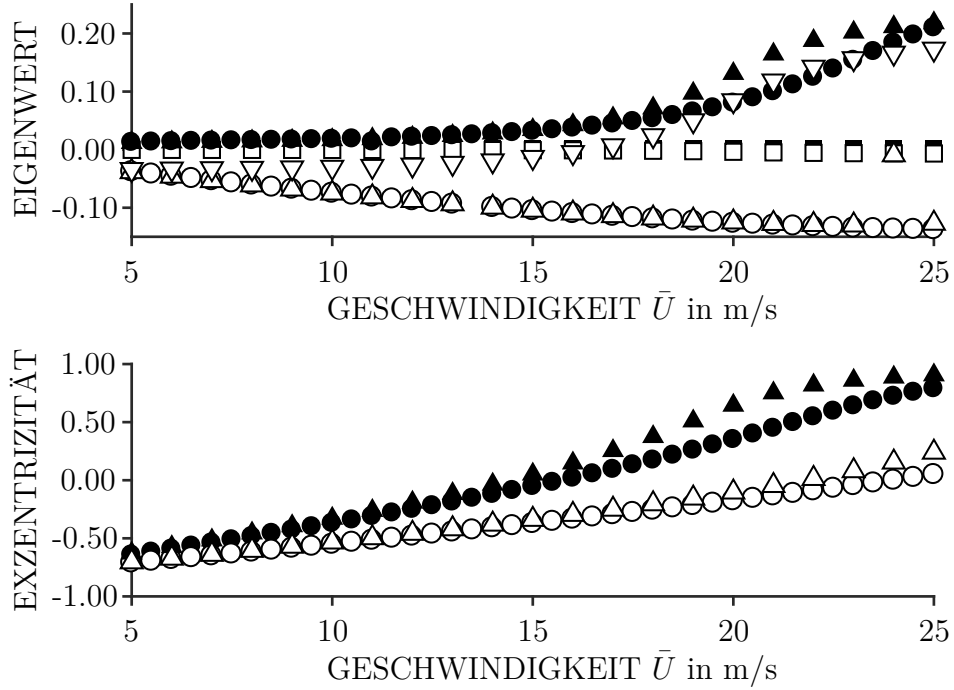 EIGENWERT
0.20
0.10
0.00
-0.10
5 10 15 20 25
GESCHWINDIGKEIT Ū in m/s
EXZENTRIZITÄT
1.00
0.50
0.00
-0.50
-1.00
5 10 15 20 25
GESCHWINDIGKEIT Ū in m/s